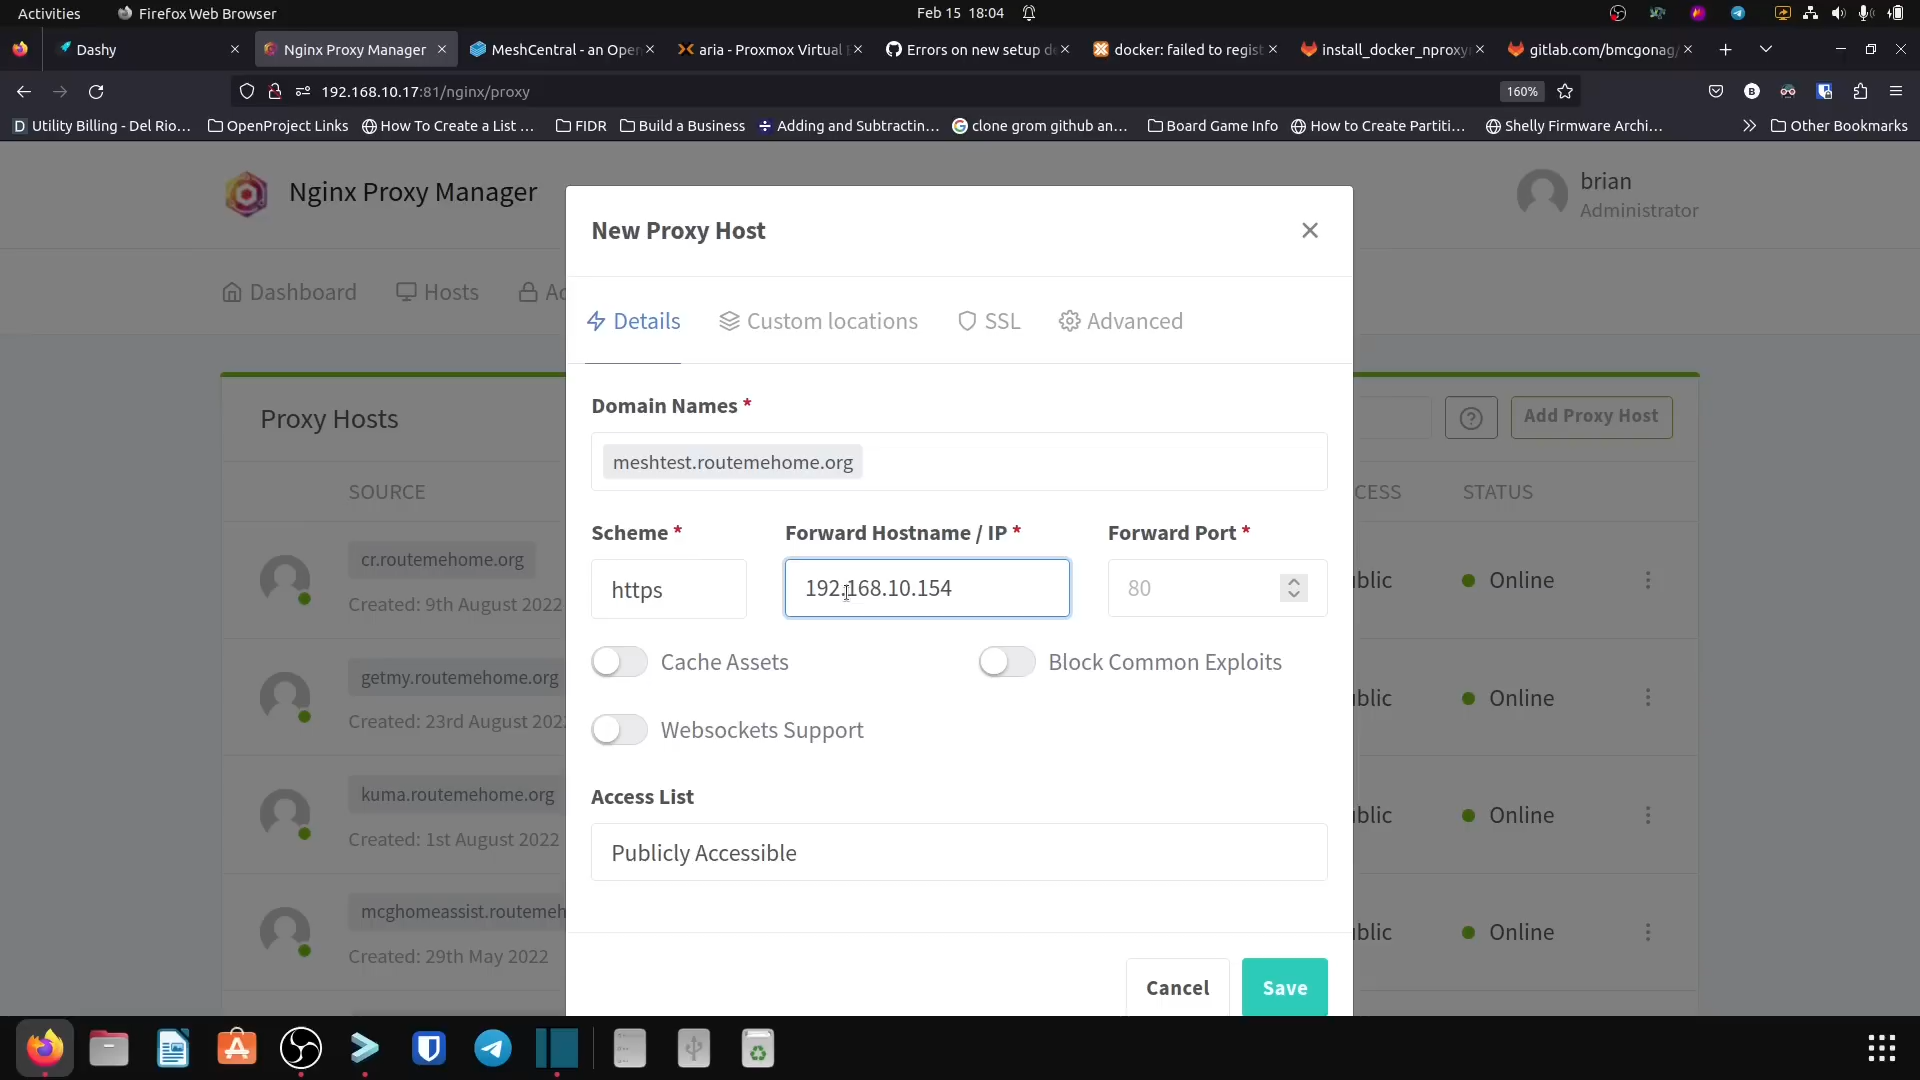 Activities
Firefox Web Browser
Feb 15 18:04
Dashy
Nginx Proxy Manager
MeshCentral - an Open
aria - Proxmox Virtual
Errors on new setup
docker: failed to regist
install_docker_nproxy
gitlab.com/bmcgonag/
192.168.10.17:81/nginx/proxy
160%
Utility Billing - Del Rio...
OpenProject Links
How To Create a List ...
FIDR
Build a Business
Adding and Subtractin...
clone grom github an...
Board Game Info
How to Create Partiti...
Shelly Firmware Archi...
Other Bookmarks
Nginx Proxy Manager
brian
Administrator
Dashboard
Hosts
New Proxy Host
Details
Custom locations
SSL
Advanced
Proxy Hosts
Add Proxy Host
SOURCE
CESS
STATUS
Domain Names *
meshtest.routemehome.org
Scheme *
Forward Hostname / IP *
Forward Port *
https
192.168.10.154
80
Cache Assets
Block Common Exploits
Websockets Support
Access List
Publicly Accessible
Cancel
Save
cr.routemehome.org
Created: 9th August 2022
blic
Online
getmy.routemehome.org
Created: 23rd August 202
blic
Online
kuma.routemehome.org
Created: 1st August 2022
blic
Online
mcghomeassist.routemeh
Created: 29th May 2022
blic
Online